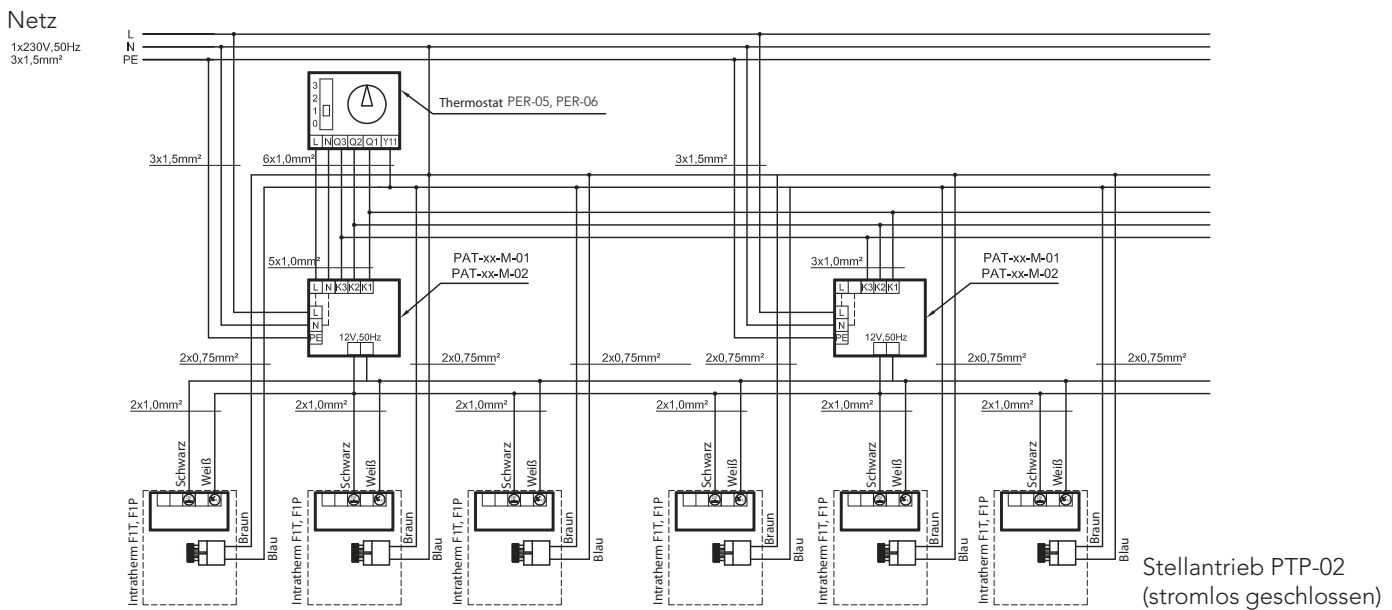 Netz
1x230V,50Hz
3x1,5mm²
L
N
PE
3
2
1
0
Thermostat PER-05, PER-06
L N Q3 Q2 Q1 Y11
3x1,5mm²
6x1,0mm²
3x1,5mm²
5x1,0mm²
PAT-xx-M-01
PAT-xx-M-02
3x1,0mm²
PAT-xx-M-01
PAT-xx-M-02
L N K3 K2 K1
L
N
PE
12V,50Hz
L K3 K2 K1
L
N
PE
12V,50Hz
2x0,75mm²
2x0,75mm²
2x0,75mm²
2x0,75mm²
2x0,75mm²
2x0,75mm²
2x1,0mm²
2x1,0mm²
2x1,0mm²
2x1,0mm²
2x1,0mm²
2x1,0mm²
Schwarz
Weiß
Schwarz
Weiß
Schwarz
Weiß
Schwarz
Weiß
Schwarz
Weiß
Schwarz
Weiß
Intratherm F1T, F1P
Braun
Blau
Intratherm F1T, F1P
Braun
Blau
Intratherm F1T, F1P
Braun
Blau
Intratherm F1T, F1P
Braun
Blau
Intratherm F1T, F1P
Braun
Blau
Intratherm F1T, F1P
Braun
Blau
Stellantrieb PTP-02
(stromlos geschlossen)